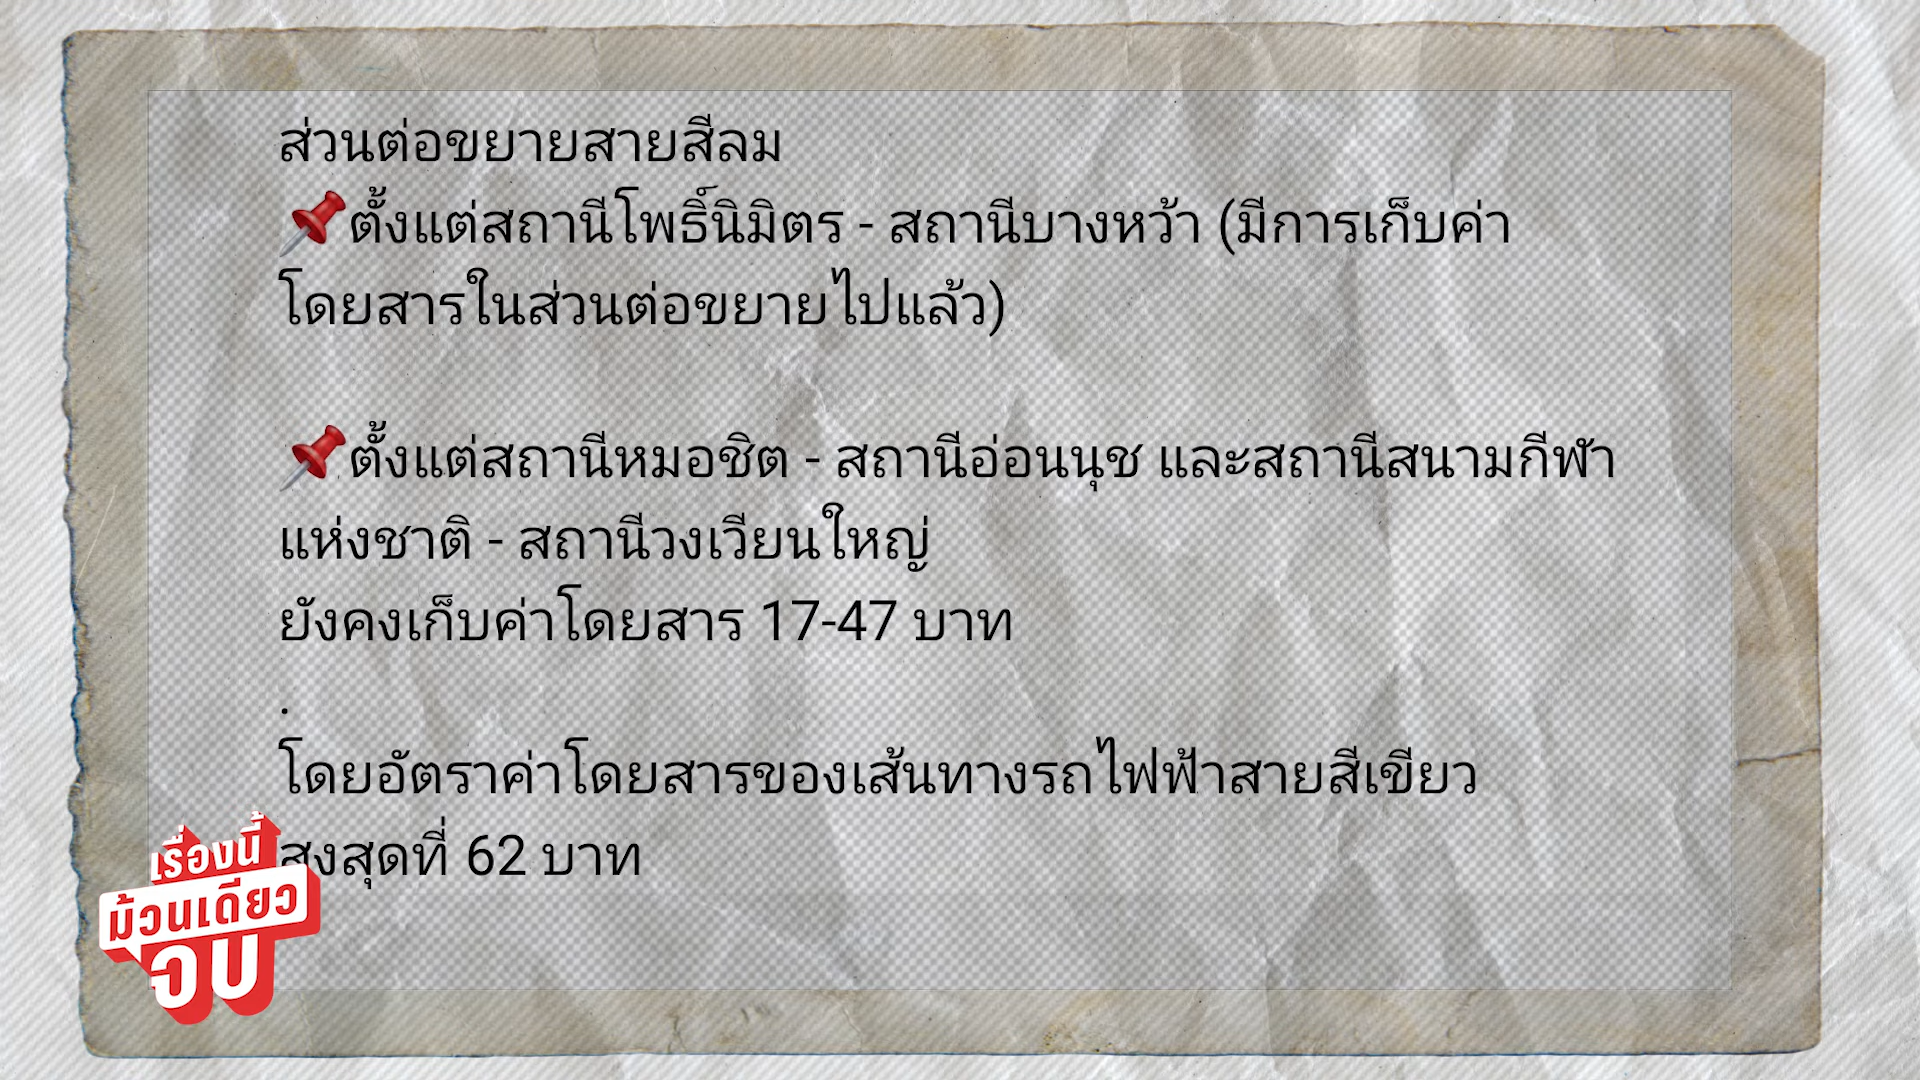 ส่วนต่อขยายสายสีลม
📌ตั้งแต่สถานีโพธิ์นิมิตร - สถานีบางหว้า (มีการเก็บค่า
โดยสารในส่วนต่อขยายไปแล้ว)
📌ตั้งแต่สถานีหมอชิต - สถานีอ่อนนุช และสถานีสนามกีฬา
แห่งชาติ - สถานีวงเวียนใหญ่
ยังคงเก็บค่าโดยสาร 17-47 บาท
.
โดยอัตราค่าโดยสารของเส้นทางรถไฟฟ้าสายสีเขียว
สูงสุดที่ 62 บาท
เรื่องนี้
ม้วนเดียว
จบ